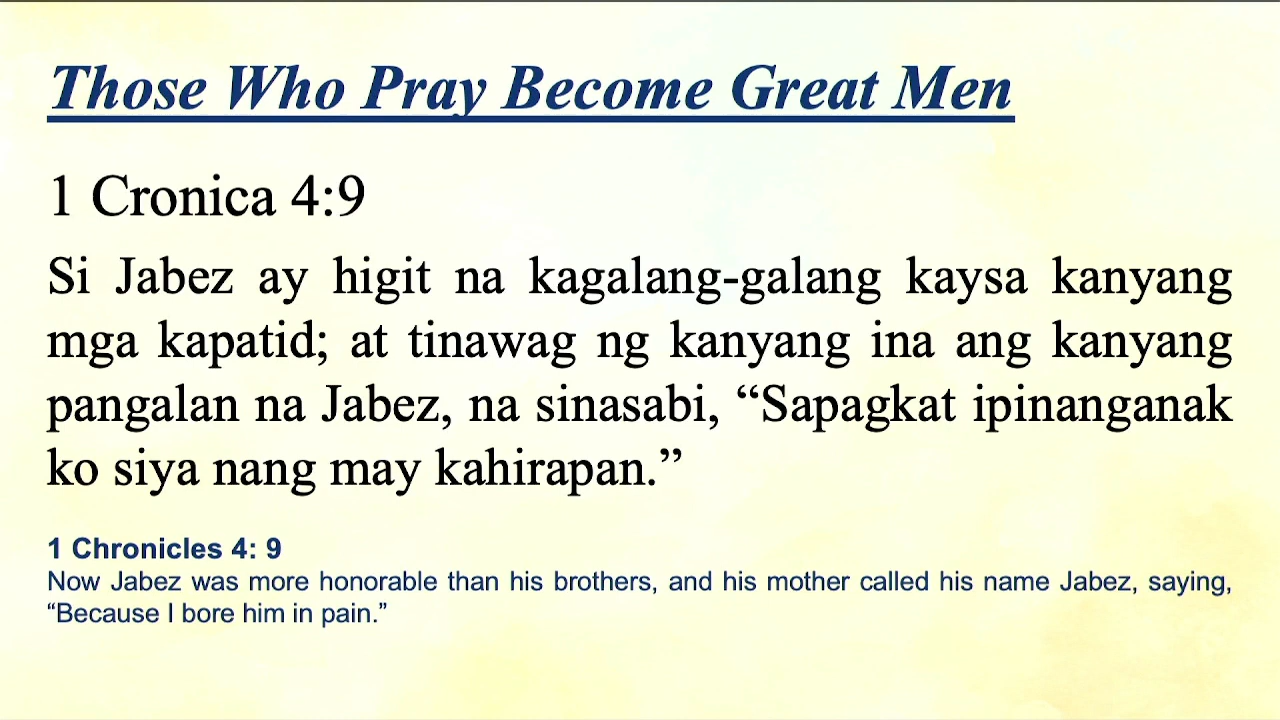 Those Who Pray Become Great Men
1 Cronica 4:9
Si Jabez ay higit na kagalang-galang kaysa kanyang
mga kapatid; at tinawag ng kanyang ina ang kanyang
pangalan na Jabez, na sinasabi, “Sapagkat ipinanganak
ko siya nang may kahirapan.”
1 Chronicles 4: 9
Now Jabez was more honorable than his brothers, and his mother called his name Jabez, saying,
“Because I bore him in pain.”